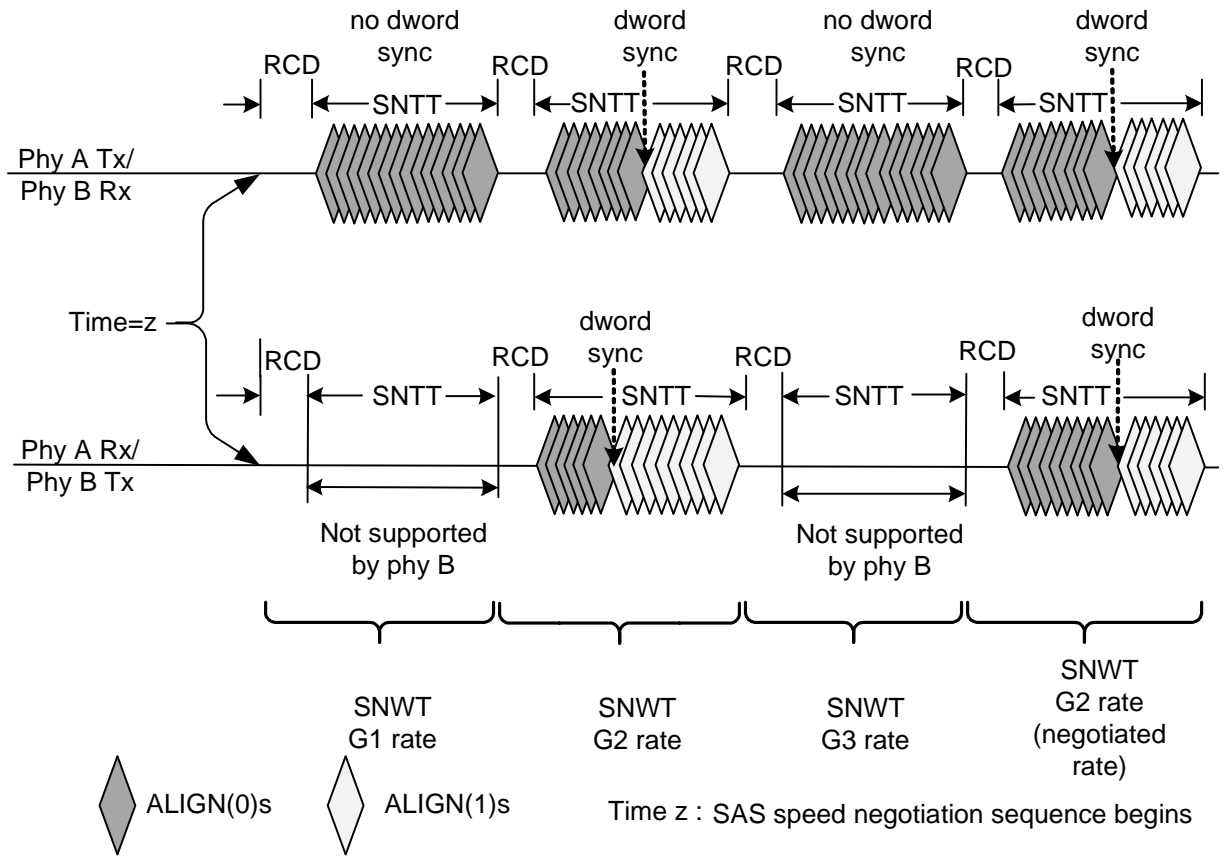 no dword
sync
dword
sync
no dword
sync
dword
sync
RCD
RCD
RCD
RCD
SNTT
SNTT
SNTT
SNTT
Phy A Tx/
Phy B Rx
Time=z
dword
sync
dword
sync
RCD
RCD
RCD
RCD
SNTT
SNTT
SNTT
SNTT
Phy A Rx/
Phy B Tx
Not supported
by phy B
Not supported
by phy B
SNWT
G1 rate
SNWT
G2 rate
SNWT
G3 rate
SNWT
G2 rate
(negotiated
rate)
ALIGN(0)s
ALIGN(1)s
Time z : SAS speed negotiation sequence begins